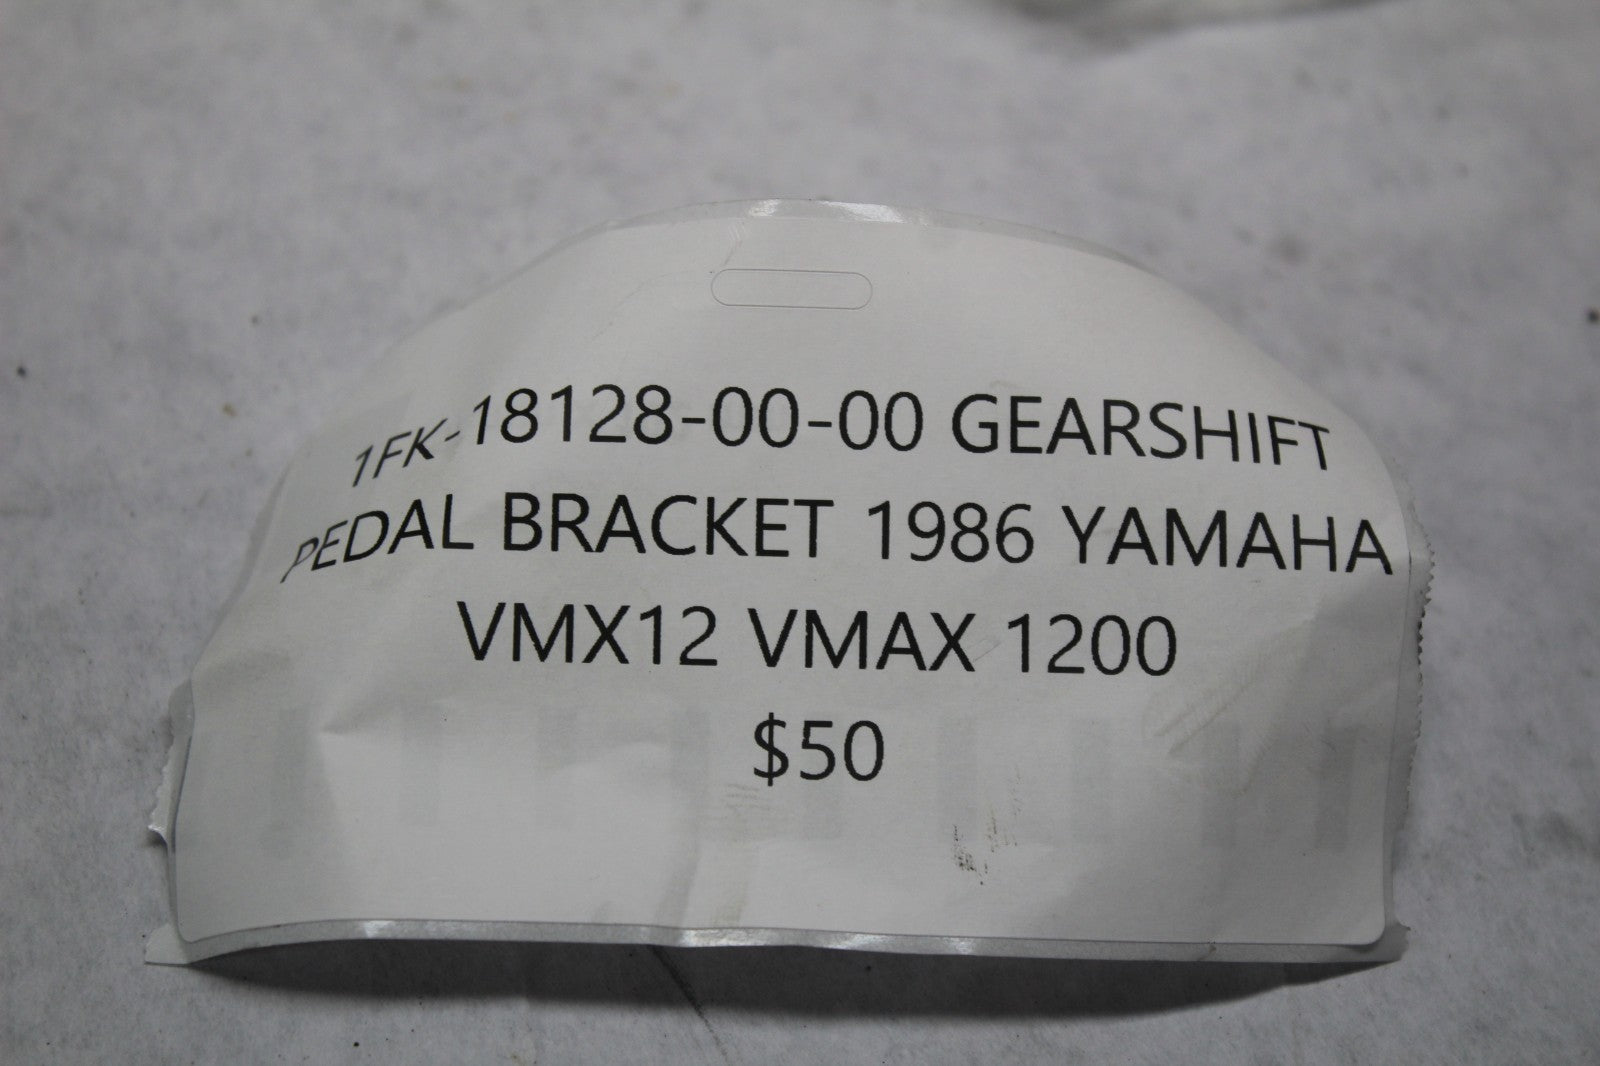 1FK-18128-00-00 GEARSHIFT
PEDAL BRACKET 1986 YAMAHA
VMX12 VMAX 1200
$50